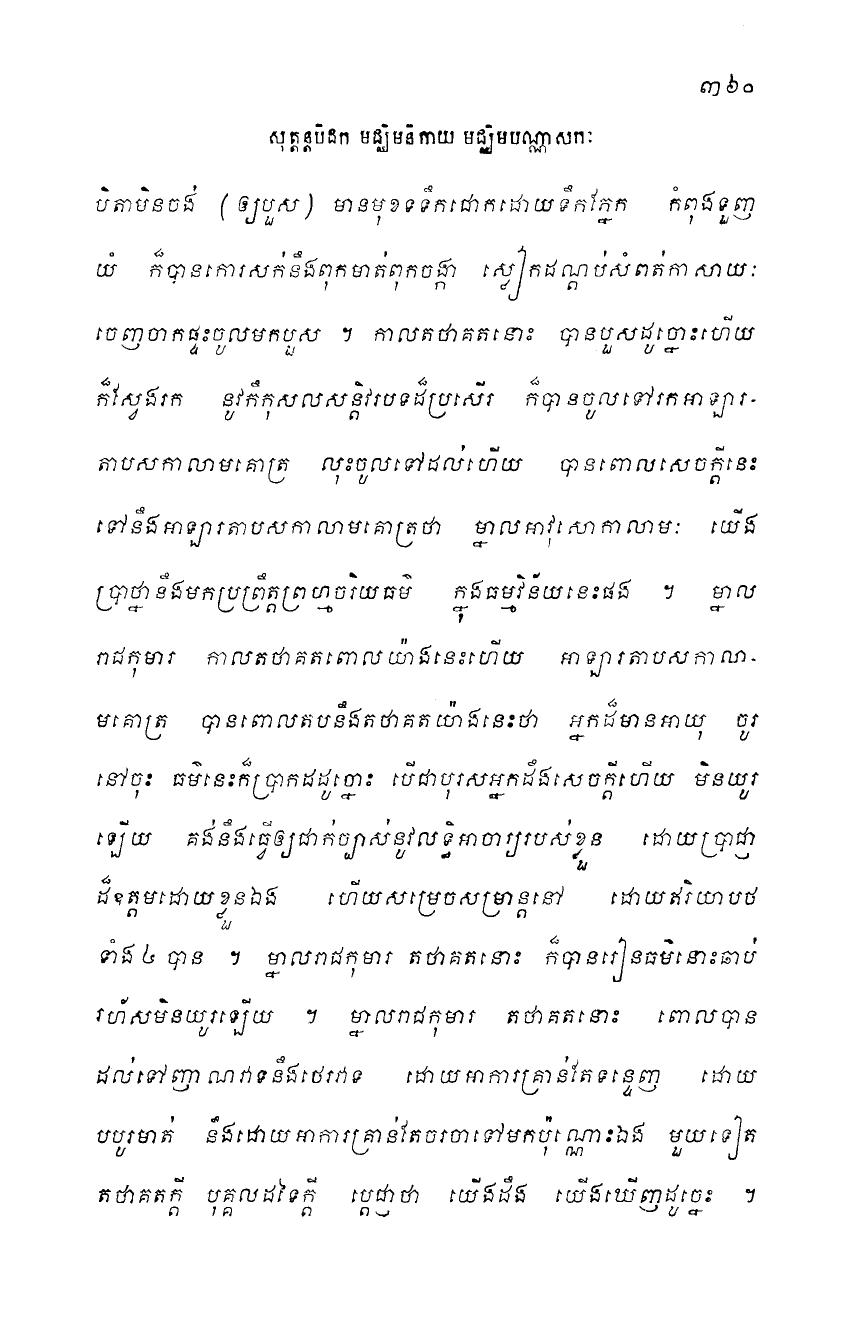 ៣៦០
សុត្តន្តបិដក មជ្ឈិមនិកាយ មជ្ឈិមបណ្ណាសកៈ
បិតាមិនចង់ (ឲ្យបួស) មានមុខទទឹកជោកដោយទឹកភ្នែក កំពុងទួញ
យំ ក៏បានកោរសក់នឹងពុកមាត់ពុកចង្កា ស្លៀកដណ្តប់សំពត់កាសាយៈ
ចេញចាកផ្ទះចូលមកបួស ។ កាលតថាគតនោះ បានបួសដូច្នោះហើយ
ក៏ស្វែងរក នូវកឹកុសលសន្តិវរបទដ៏ប្រសើរ ក៏បានចូលទៅរកអាឡារ-
តាបសកាលាមគោត្រ លុះចូលទៅដល់ហើយ បានពោលសេចក្តីនេះ
ទៅនឹងអាឡារតាបសកាលាមគោត្រថា ម្នាលអាវុសោកាលាមៈ យើង
ប្រាថ្នានឹងមកប្រព្រឹត្តព្រហ្មចរិយធម៌ ក្នុងធម្មវិន័យនេះផង ។ ម្នាល
រាជកុមារ កាលតថាគតពោលយ៉ាងនេះហើយ អាឡារតាបសកាលា-
មគោត្រ បានពោលតបនឹងតថាគតយ៉ាងនេះថា អ្នកដ៏មានអាយុ ចូរ
នៅចុះ ធម៌នេះក៏ប្រាកដដូច្នោះ បើជាបុរសអ្នកដឹងសេចក្តីហើយ មិនយូរ
ឡើយ គង់នឹងធ្វើឲ្យជាក់ច្បាស់នូវលទ្ធិអាចារ្យរបស់ខ្លួន ដោយប្រាជ្ញា
ដ៏ឧត្តមដោយខ្លួនឯង ហើយសម្រេចសម្រាន្តនៅ ដោយឥរិយាបថ
ទាំង៤ បាន ។ ម្នាលរាជកុមារ តថាគតនោះ ក៏បានរៀនធម៌នោះឆាប់
រហ័សមិនយូរឡើយ ។ ម្នាលរាជកុមារ តថាគតនោះ ពោលបាន
ដល់ទៅញាណវាទនឹងថេរវាទ ដោយអាការគ្រាន់តែទន្ទេញ ដោយ
បបូរមាត់ នឹងដោយអាការគ្រាន់តែចរចាទៅមកប៉ុណ្ណោះឯង មួយទៀត
តថាគតក្តី បុគ្គលដទៃក្តី ប្តេជ្ញាថា យើងដឹង យើងឃើញដូច្នេះ ។